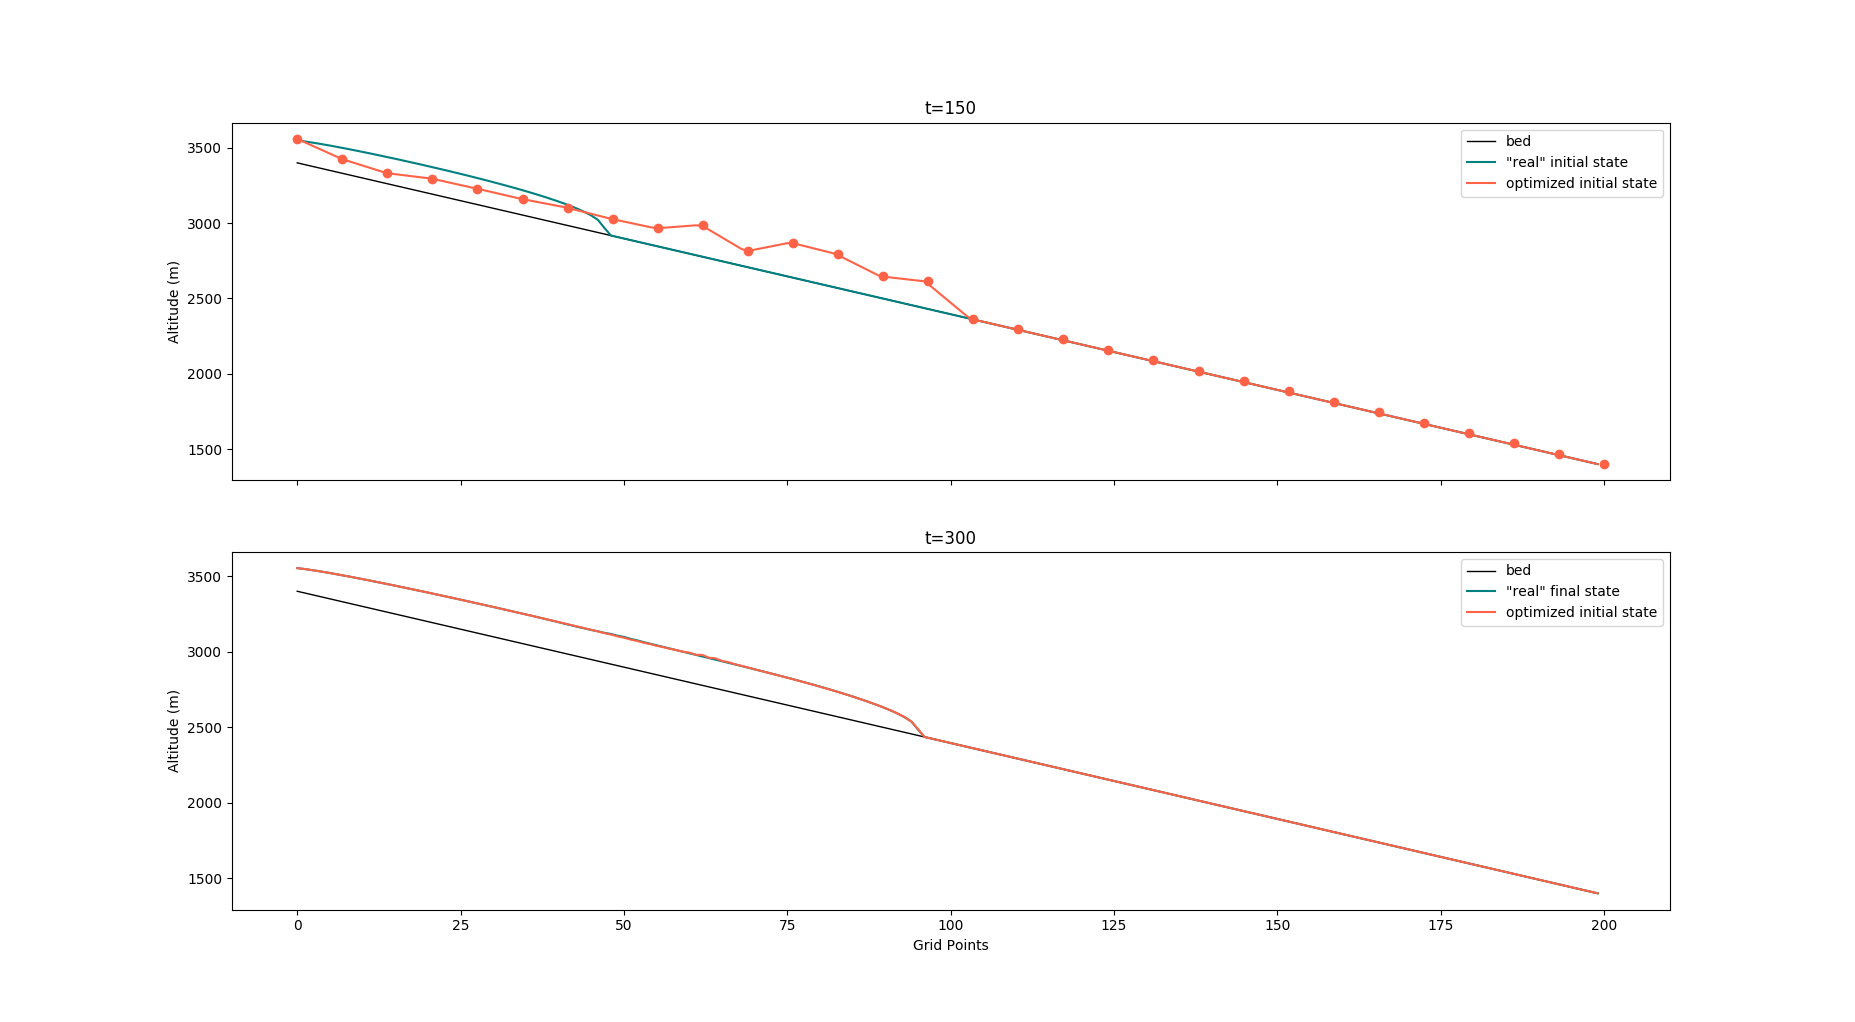 t=150
3500
3000
2500
2000
1500
Altitude (m)
bed
"real" initial state
optimized initial state
t=300
3500
3000
2500
2000
1500
Altitude (m)
bed
"real" final state
optimized initial state
0 25 50 75 100 125 150 175 200
Grid Points